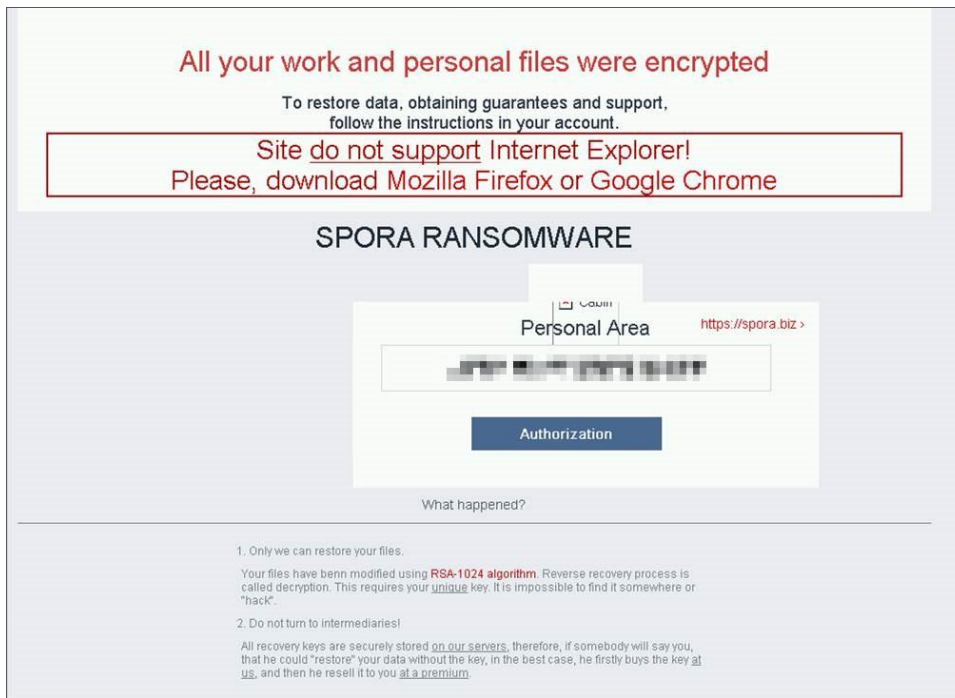 All your work and personal files were encrypted
To restore data, obtaining guarantees and support,
follow the instructions in your account.
Site do not support Internet Explorer!
Please, download Mozilla Firefox or Google Chrome
SPORA RANSOMWARE
Cabin
Personal Area
https://spora.biz ›
Authorization
What happened?
1. Only we can restore your files.
Your files have benn modified using RSA-1024 algorithm. Reverse recovery process is
called decryption. This requires your unique key. It is impossible to find it somewhere or
"hack".
2. Do not turn to intermediaries!
All recovery keys are securely stored on our servers, therefore, if somebody will say you,
that he could "restore" your data without the key, in the best case, he firstly buys the key at
us, and then he resell it to you at a premium.